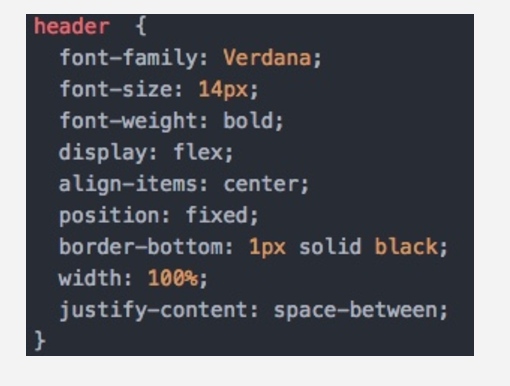 header {
font-family: Verdana;
font-size: 14px;
font-weight: bold;
display: flex;
align-items: center;
position: fixed;
border-bottom: 1px solid black;
width: 100%;
justify-content: space-between;
}